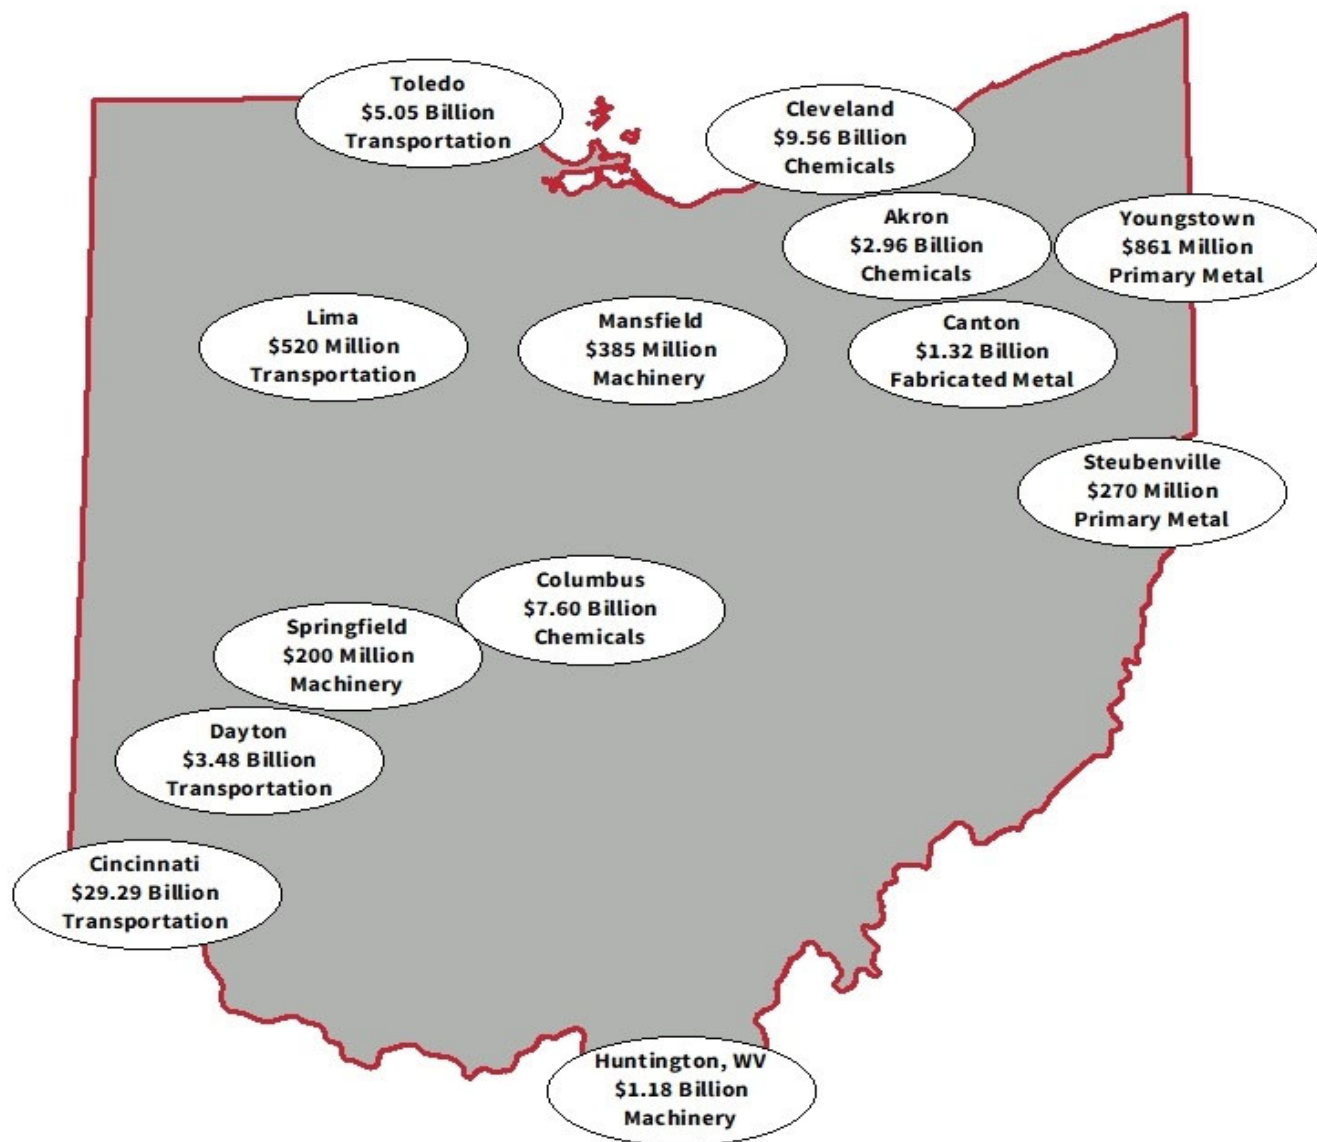 Toledo
$5.05 Billion
Transportation
Cleveland
$9.56 Billion
Chemicals
Akron
$2.96 Billion
Chemicals
Youngstown
$861 Million
Primary Metal
Lima
$520 Million
Transportation
Mansfield
$385 Million
Machinery
Canton
$1.32 Billion
Fabricated Metal
Steubenville
$270 Million
Primary Metal
Columbus
$7.60 Billion
Chemicals
Springfield
$200 Million
Machinery
Dayton
$3.48 Billion
Transportation
Cincinnati
$29.29 Billion
Transportation
Huntington, WV
$1.18 Billion
Machinery